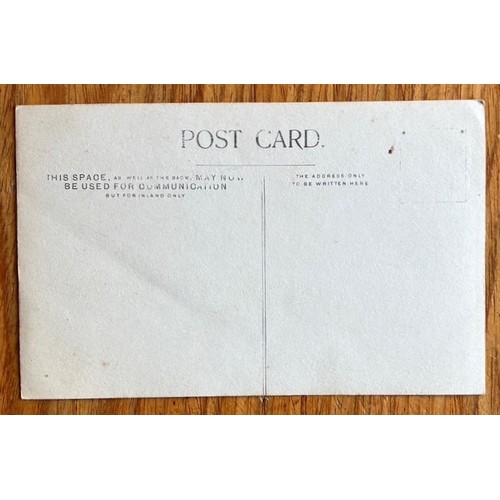 POST CARD.
THIS SPACE, AS WELL AS THE BACK, MAY NOW
BE USED FOR COMMUNICATION
BUT FOR INLAND ONLY
THE ADDRESS ONLY
TO BE WRITTEN HERE